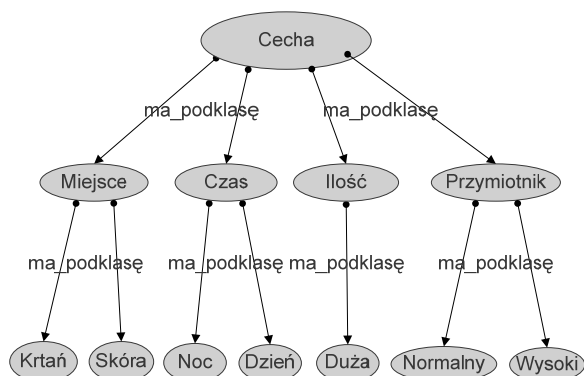 Cecha
ma_podklasę ma_podklasę
Miejsce Czas Ilość Przymiotnik
ma_podklasę ma_podklasę ma_podklasę ma_podklasę
Krtań Skóra Noc Dzień Duża Normalny Wysoki